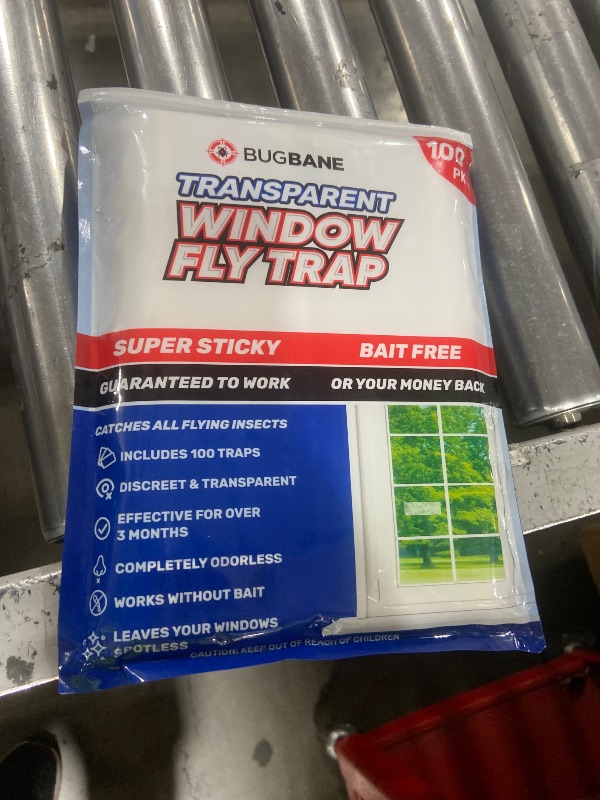 BUGBANE
100
PK
TRANSPARENT
WINDOW
FLY TRAP
SUPER STICKY BAIT FREE
GUARANTEED TO WORK OR YOUR MONEY BACK
CATCHES ALL FLYING INSECTS
INCLUDES 100 TRAPS
DISCREET & TRANSPARENT
EFFECTIVE FOR OVER
3 MONTHS
COMPLETELY ODORLESS
WORKS WITHOUT BAIT
LEAVES YOUR WINDOWS
SPOTLESS
CAUTION: KEEP OUT OF REACH OF CHILDREN